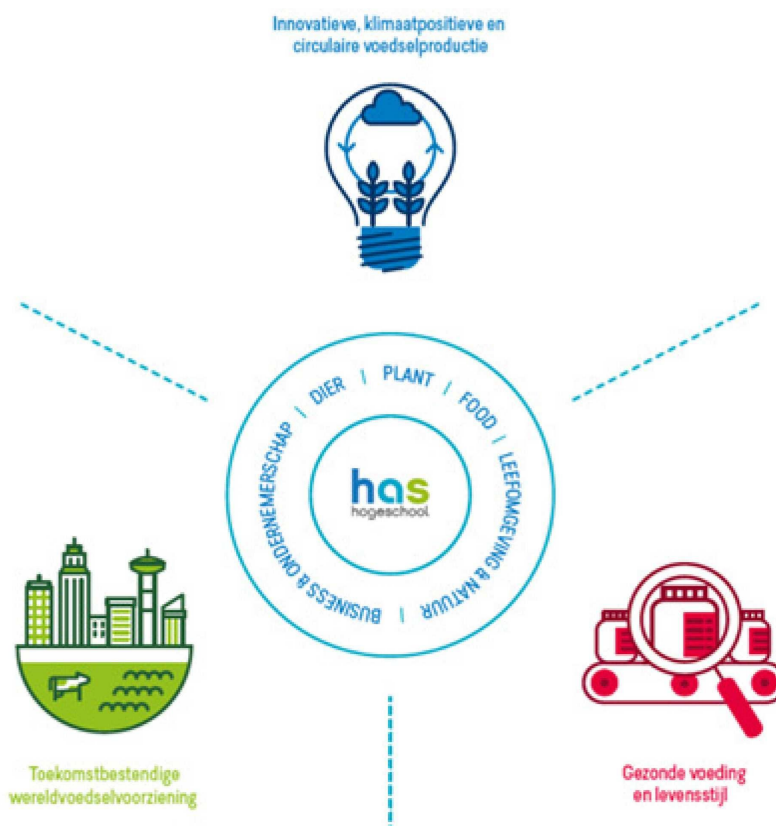 Innovatieve, klimaatpositieve en
circulaire voedselproductie
BUSINESS & ONDERNEMERSCHAP | DIER | PLANT | FOOD | LEEFOMGEVING & NATUUR |
has
hogeschool
Toekomstbestendige
wereldvoedselvoorziening
Gezonde voeding
en levensstijl